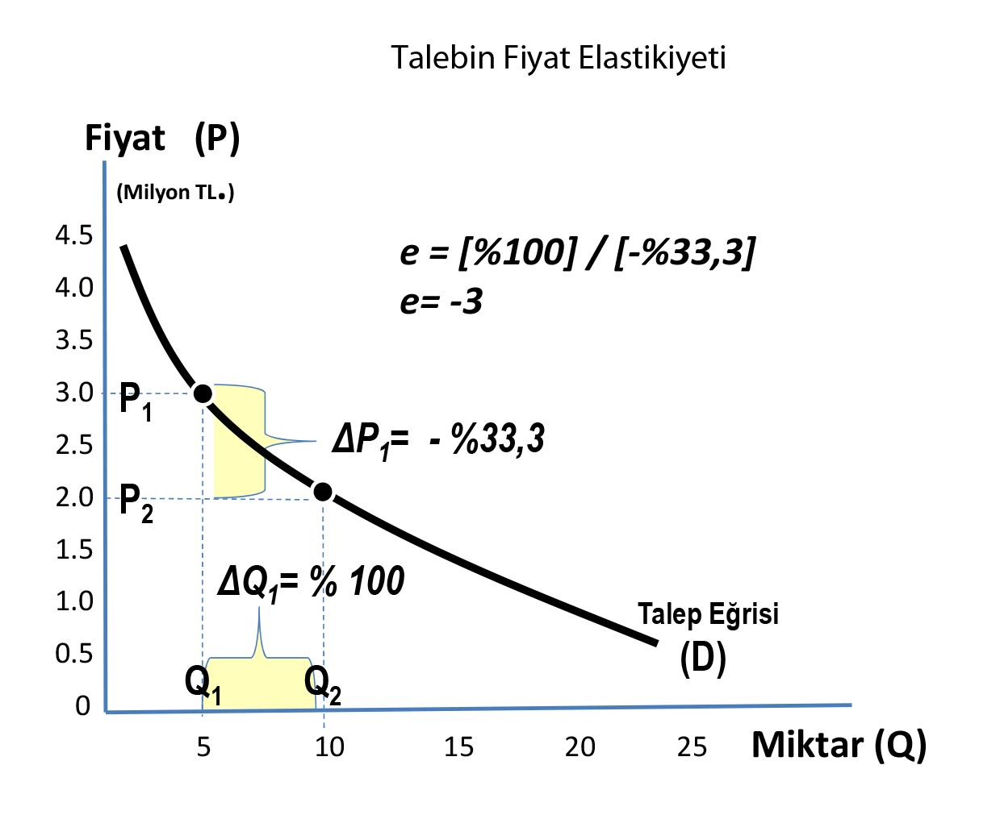 Talebin Fiyat Elastikiyeti
Fiyat (P)
(Milyon TL.)
4.5
e = [%100] / [-%33,3]
4.0
e= -3
3.5
3.0
P1
2.5
ΔP1= - %33,3
2.0
P2
1.5
ΔQ1= % 100
1.0
Talep Eğrisi
(D)
0.5
Q1 Q2
0
5 10 15 20 25 Miktar (Q)